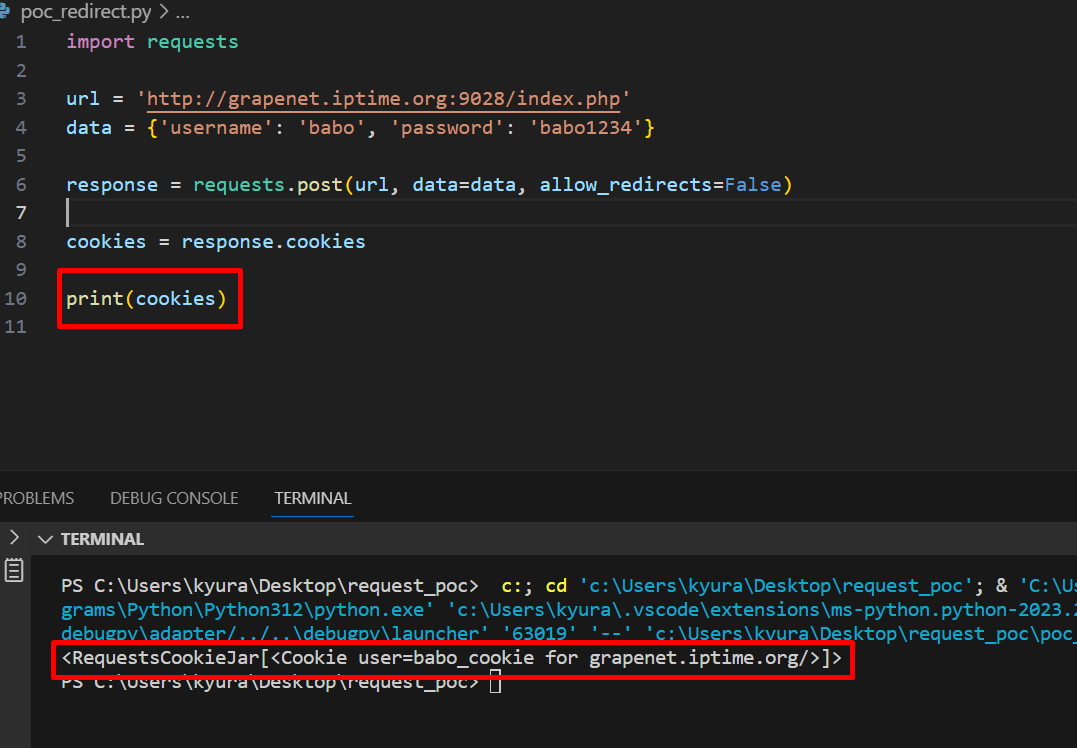 poc_redirect.py > ...
1 import requests
2
3 url = 'http://grapenet.iptime.org:9028/index.php'
4 data = {'username': 'babo', 'password': 'babo1234'}
5
6 response = requests.post(url, data=data, allow_redirects=False)
7
8 cookies = response.cookies
9
10 print(cookies)
11
PROBLEMS DEBUG CONSOLE TERMINAL
TERMINAL
PS C:\Users\kyura\Desktop\request_poc> c:; cd 'c:\Users\kyura\Desktop\request_poc'; & 'C:\Us
grams\Python\Python312\python.exe' 'c:\Users\kyura\.vscode\extensions\ms-python.python-2023.2
debugpy\adapter/../..\debugpy\launcher' '63019' '--' 'c:\Users\kyura\Desktop\request_poc\poc_
<RequestsCookieJar[<Cookie user=babo_cookie for grapenet.iptime.org/>]>
PS C:\Users\kyura\Desktop\request_poc>